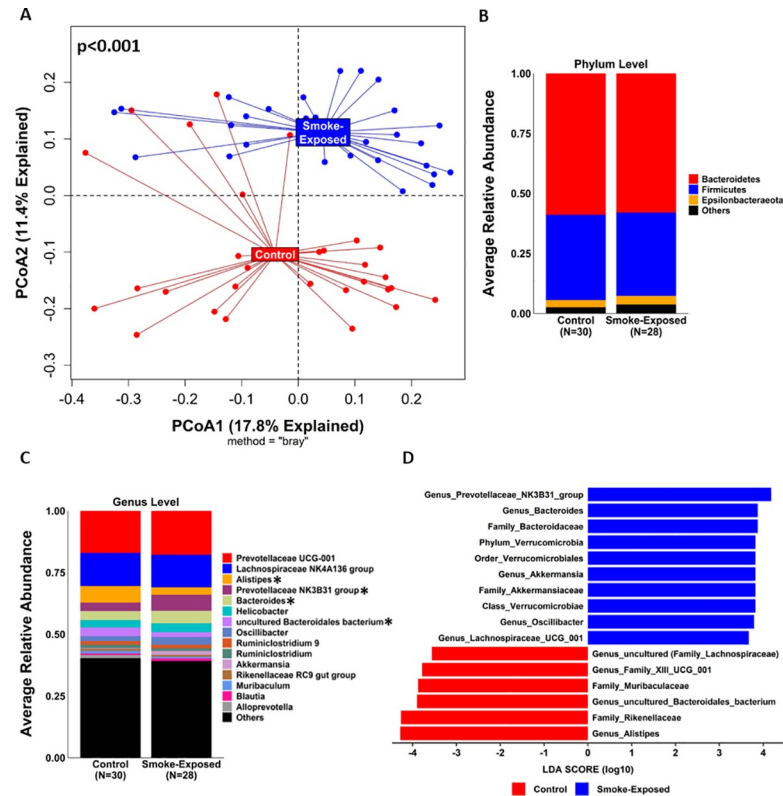 A
p<0.001
Smoke-
Exposed
Control
PCoA2 (11.4% Explained)
0.2
0.1
0.0
-0.1
-0.2
-0.3
-0.4
-0.3
-0.2
-0.1
0.0
0.1
0.2
PCoA1 (17.8% Explained)
method = "bray"
B
Phylum Level
Average Relative Abundance
1.00
0.75
0.50
0.25
0.00
Control
(N=30)
Smoke-Exposed
(N=28)
Bacteroidetes
Firmicutes
Epsilonbacteraeota
Others
C
Genus Level
Average Relative Abundance
1.00
0.75
0.50
0.25
0.00
Control
(N=30)
Smoke-Exposed
(N=28)
Prevotellaceae UCG-001
Lachnospiraceae NK4A136 group
Alistipes*
Prevotellaceae NK3B31 group*
Bacteroides*
Helicobacter
uncultured Bacteroidales bacterium*
Oscillibacter
Ruminiclostridium 9
Ruminiclostridium
Akkermansia
Rikenellaceae RC9 gut group
Muribaculum
Blautia
Alloprevotella
Others
D
Genus_Prevotellaceae_NK3B31_group
Genus_Bacteroides
Family_Bacteroidaceae
Phylum_Verrucomicrobia
Order_Verrucomicrobiales
Genus_Akkermansia
Family_Akkermansiaceae
Class_Verrucomicrobiae
Genus_Oscillibacter
Genus_Lachnospiraceae_UCG_001
Genus_uncultured (Family_Lachnospiraceae)
Genus_Family_XIII_UCG_001
Family_Muribaculaceae
Genus_uncultured_Bacteroidales_bacterium
Family_Rikenellaceae
Genus_Alistipes
-4
-3
-2
-1
0
1
2
3
4
LDA SCORE (log10)
Control
Smoke-Exposed